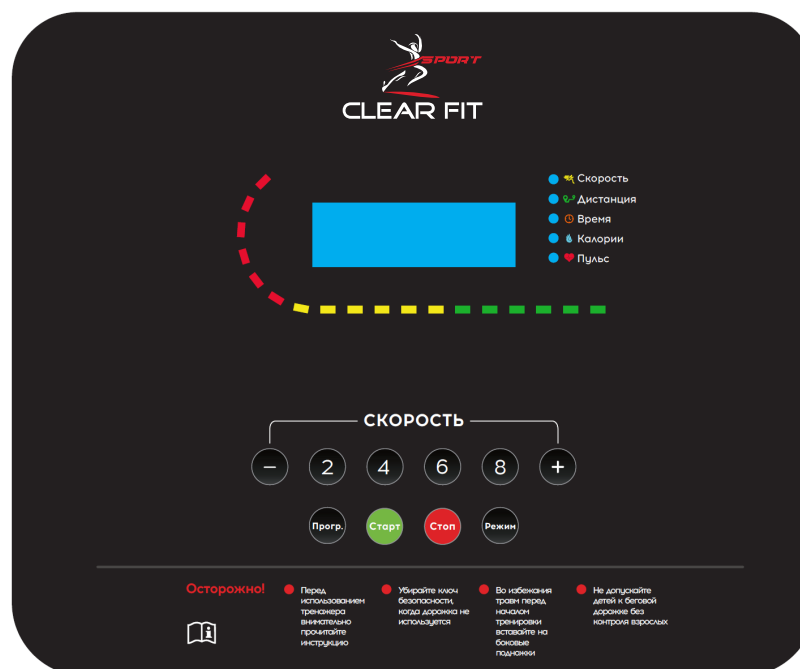 SPORT
CLEAR FIT
Скорость
Дистанция
Время
Калории
Пульс
СКОРОСТЬ
− 2 4 6 8 +
Прогр. Старт Стоп Режим
Осторожно!
Перед
использованием
тренажера
внимательно
прочитайте
инструкцию
Убирайте ключ
безопасности,
когда дорожка не
используется
Во избежания
травм перед
началом
тренировки
вставайте на
боковые
подножки
Не допускайте
детей к беговой
дорожке без
контроля взрослых